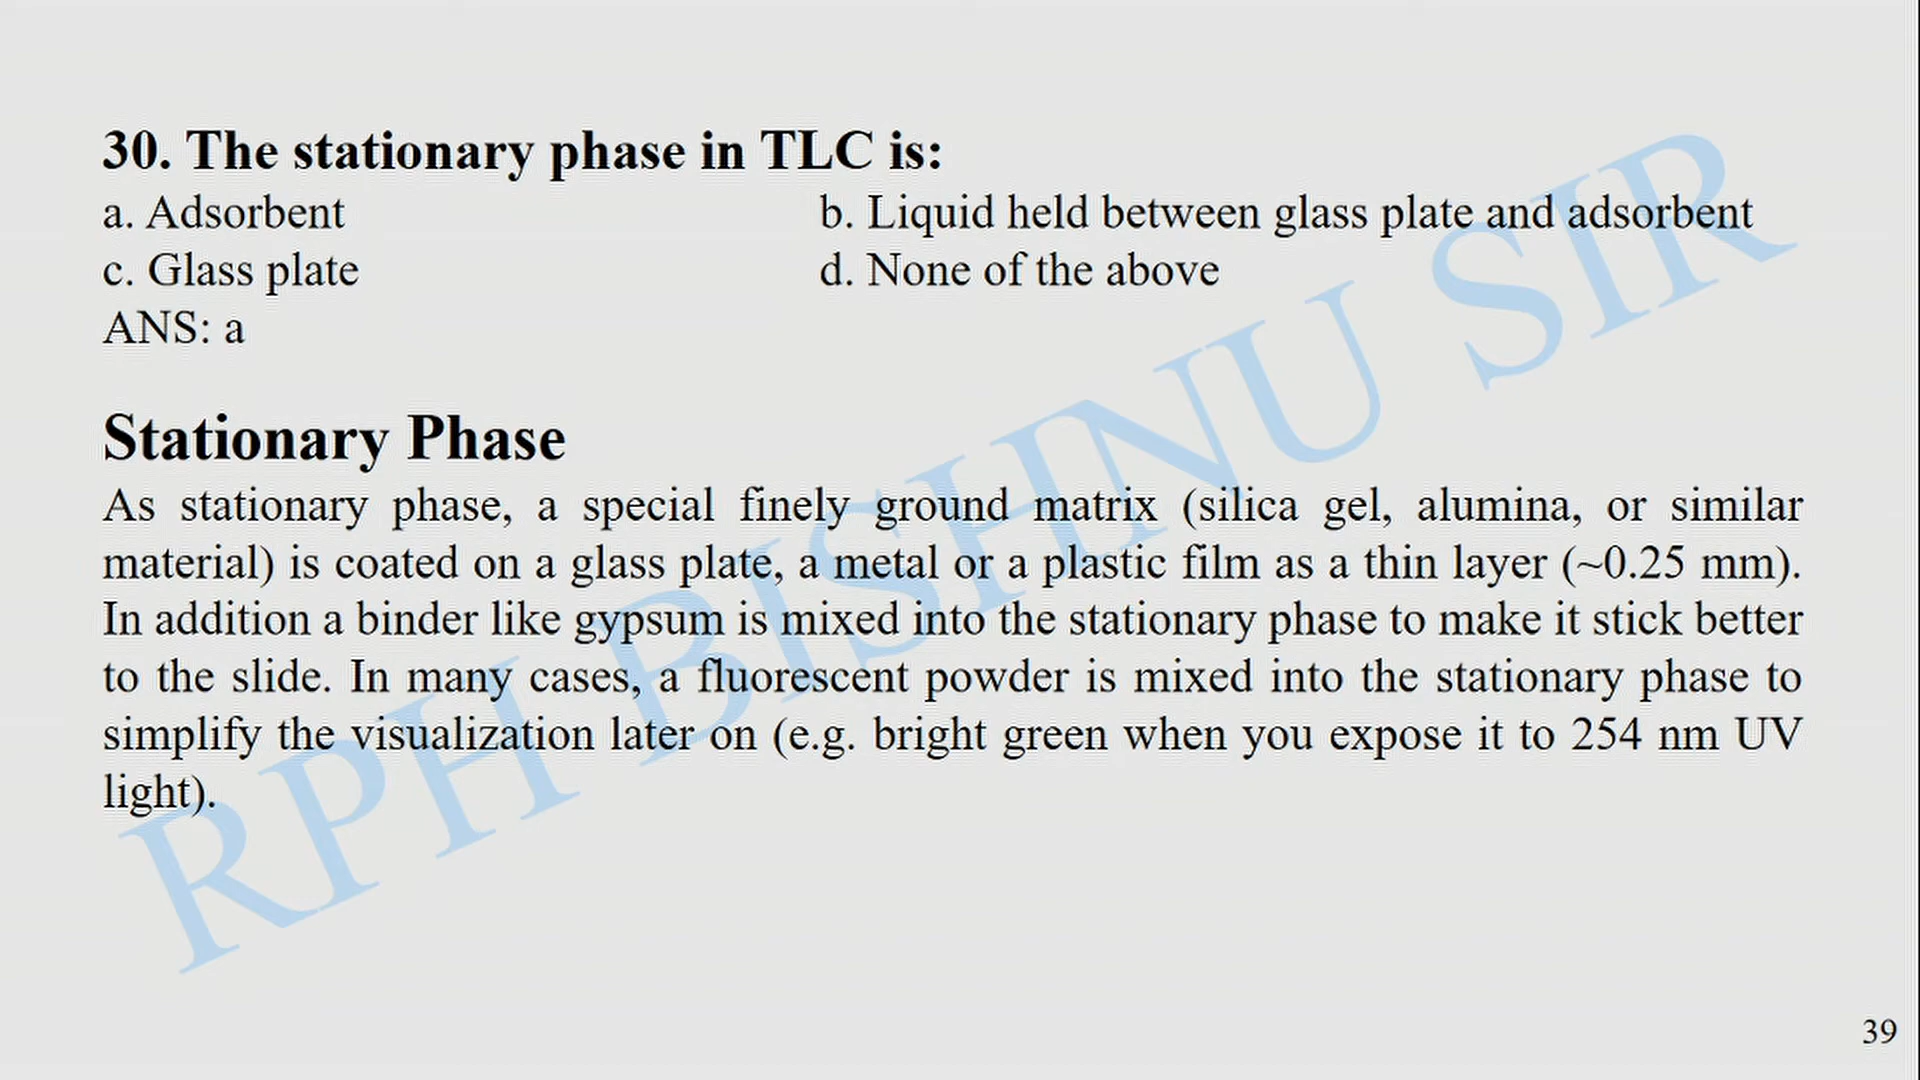 30. The stationary phase in TLC is:
a. Adsorbent b. Liquid held between glass plate and adsorbent
c. Glass plate d. None of the above
ANS: a
Stationary Phase
As stationary phase, a special finely ground matrix (silica gel, alumina, or similar
material) is coated on a glass plate, a metal or a plastic film as a thin layer (~0.25 mm).
In addition a binder like gypsum is mixed into the stationary phase to make it stick better
to the slide. In many cases, a fluorescent powder is mixed into the stationary phase to
simplify the visualization later on (e.g. bright green when you expose it to 254 nm UV
light).
RPH BISHNU SIR
39